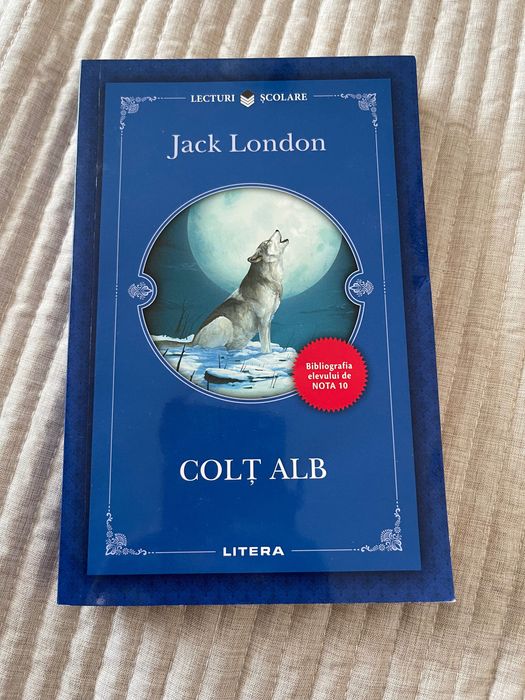 LECTURI ȘCOLARE
Jack London
Bibliografia
elevului de
NOTA 10
COLȚ ALB
LITERA